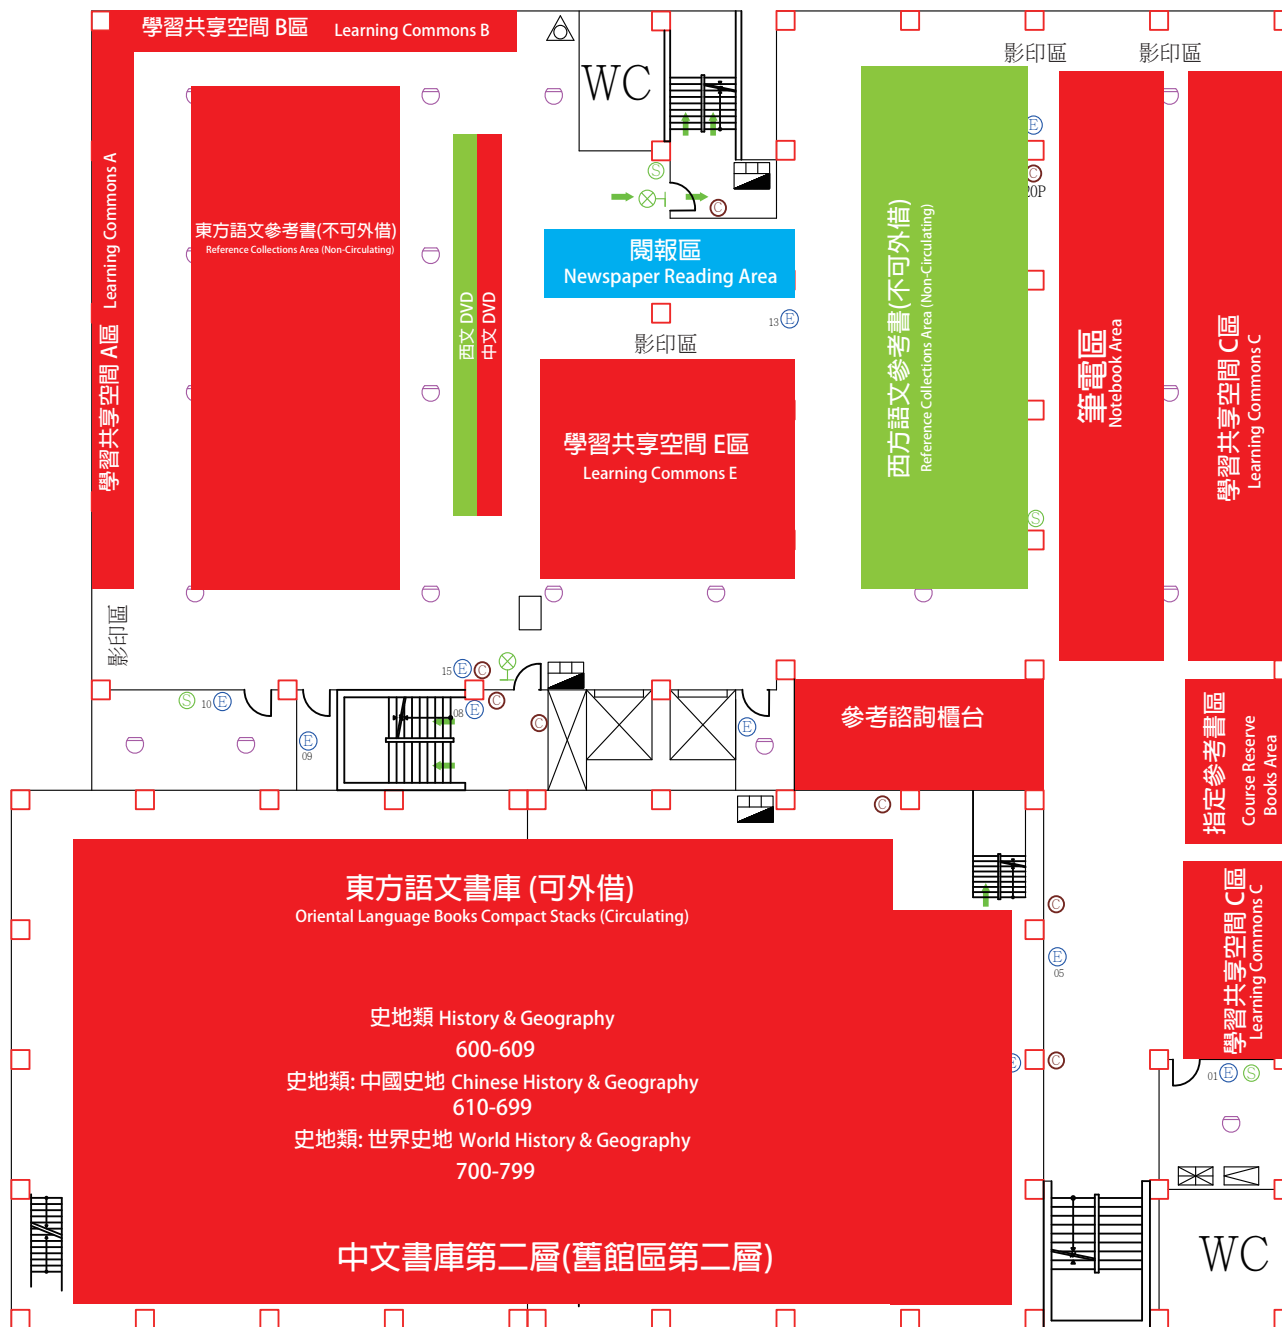 學習共享空間 B區 Learning Commons B
影印區
影印區
WC
E
C
20P
S
C
學習共享空間 A區 Learning Commons A
東方語文參考書(不可外借)
Reference Collections Area (Non-Circulating)
西文 DVD
中文 DVD
閱報區
Newspaper Reading Area
13 E
影印區
學習共享空間 E區
Learning Commons E
西方語文參考書(不可外借)
Reference Collections Area (Non-Circulating)
S
筆電區
Notebook Area
學習共享空間 C區
Learning Commons C
影印區
15 E C
S 10 E
08 E C
C
E
E
09
參考諮詢櫃台
指定參考書區
Course Reserve
Books Area
C
東方語文書庫 (可外借)
Oriental Language Books Compact Stacks (Circulating)
學習共享空間 C區
Learning Commons C
C
E
05
史地類 History & Geography
600-609
史地類: 中國史地 Chinese History & Geography
610-699
史地類: 世界史地 World History & Geography
700-799
E C
01 E S
中文書庫第二層(舊館區第二層)
WC